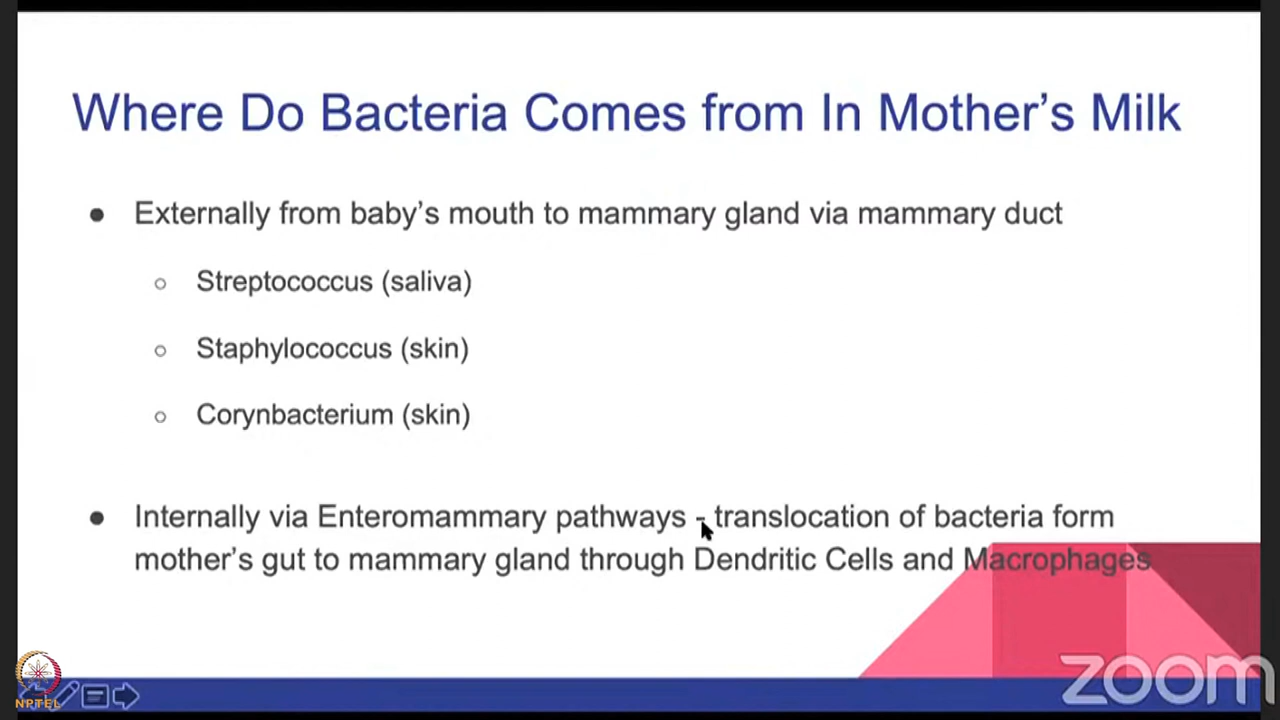 Where Do Bacteria Comes from In Mother's Milk
● Externally from baby's mouth to mammary gland via mammary duct
○ Streptococcus (saliva)
○ Staphylococcus (skin)
○ Corynbacterium (skin)
● Internally via Enteromammary pathways - translocation of bacteria form
mother's gut to mammary gland through Dendritic Cells and Macrophages
NPTEL
zoom